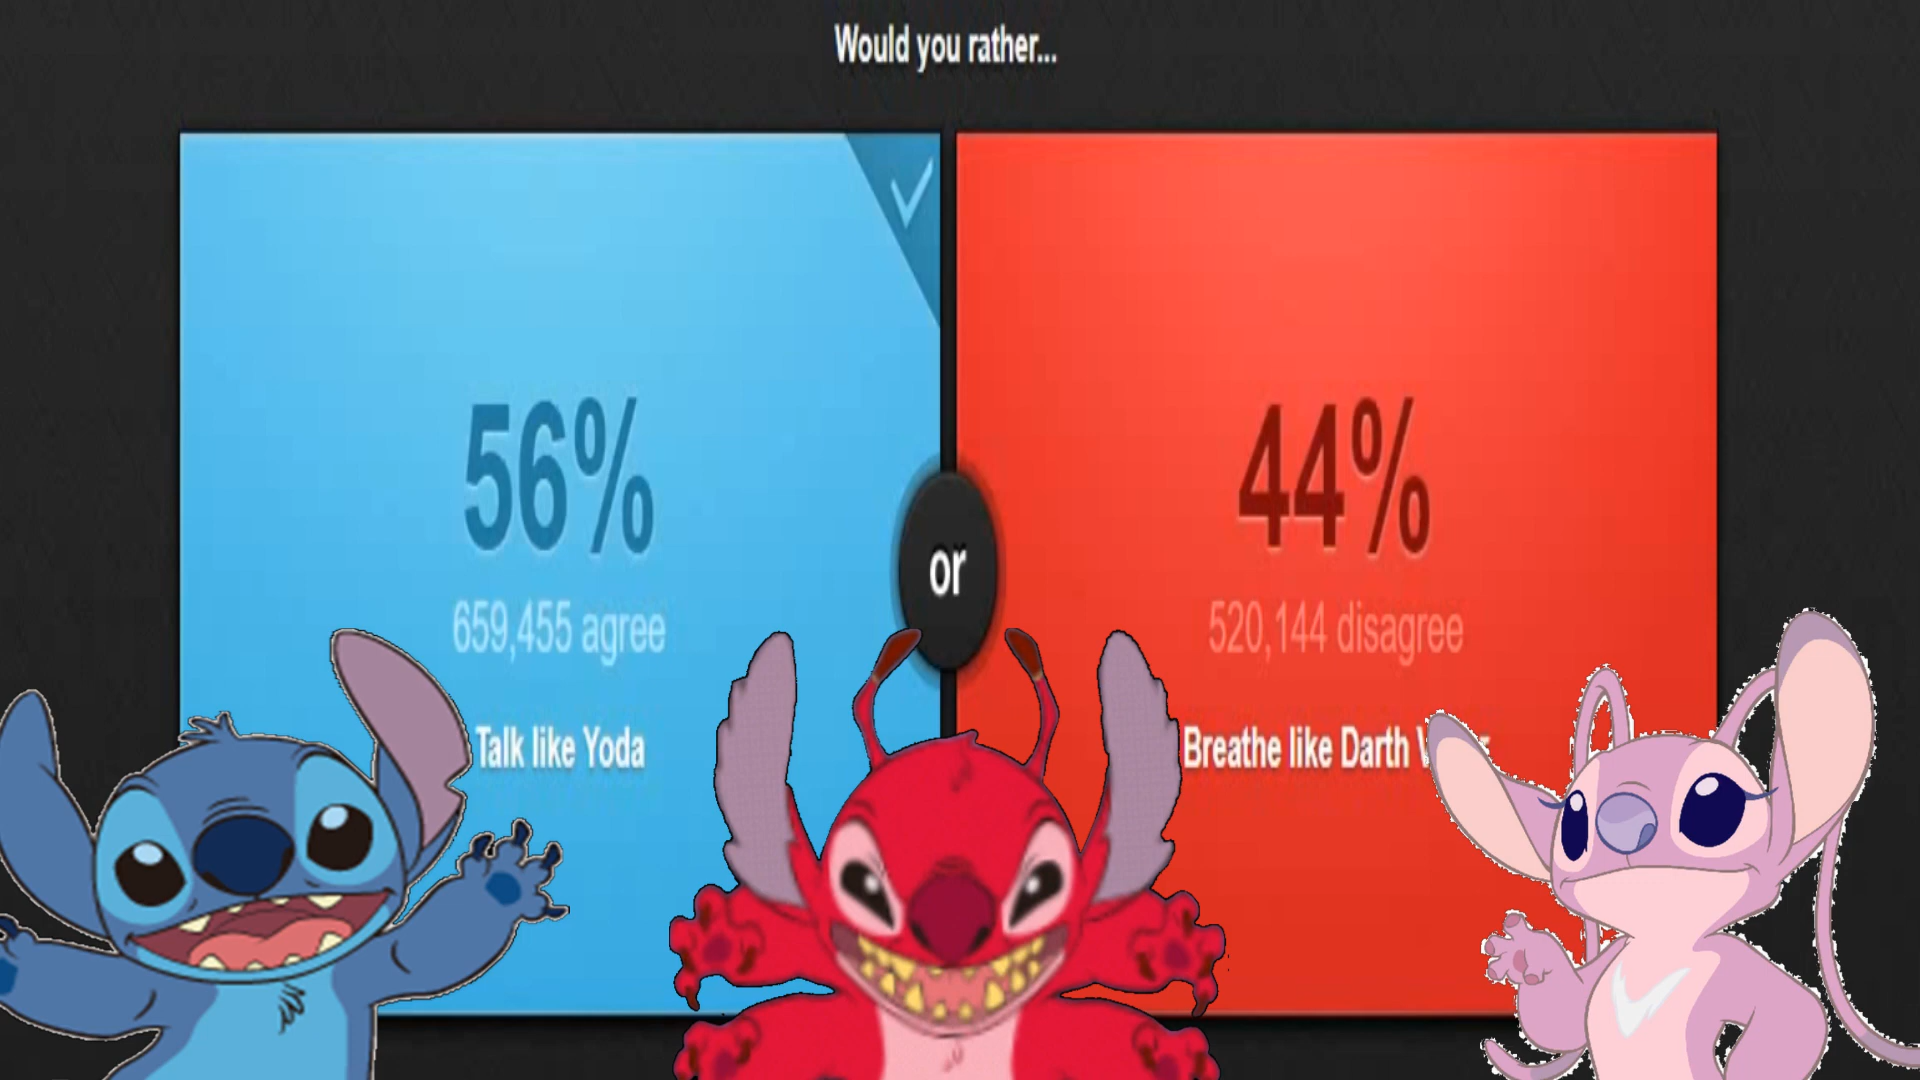 Would you rather...
56%
659,455 agree
Talk like Yoda
or
44%
520,144 disagree
Breathe like Darth